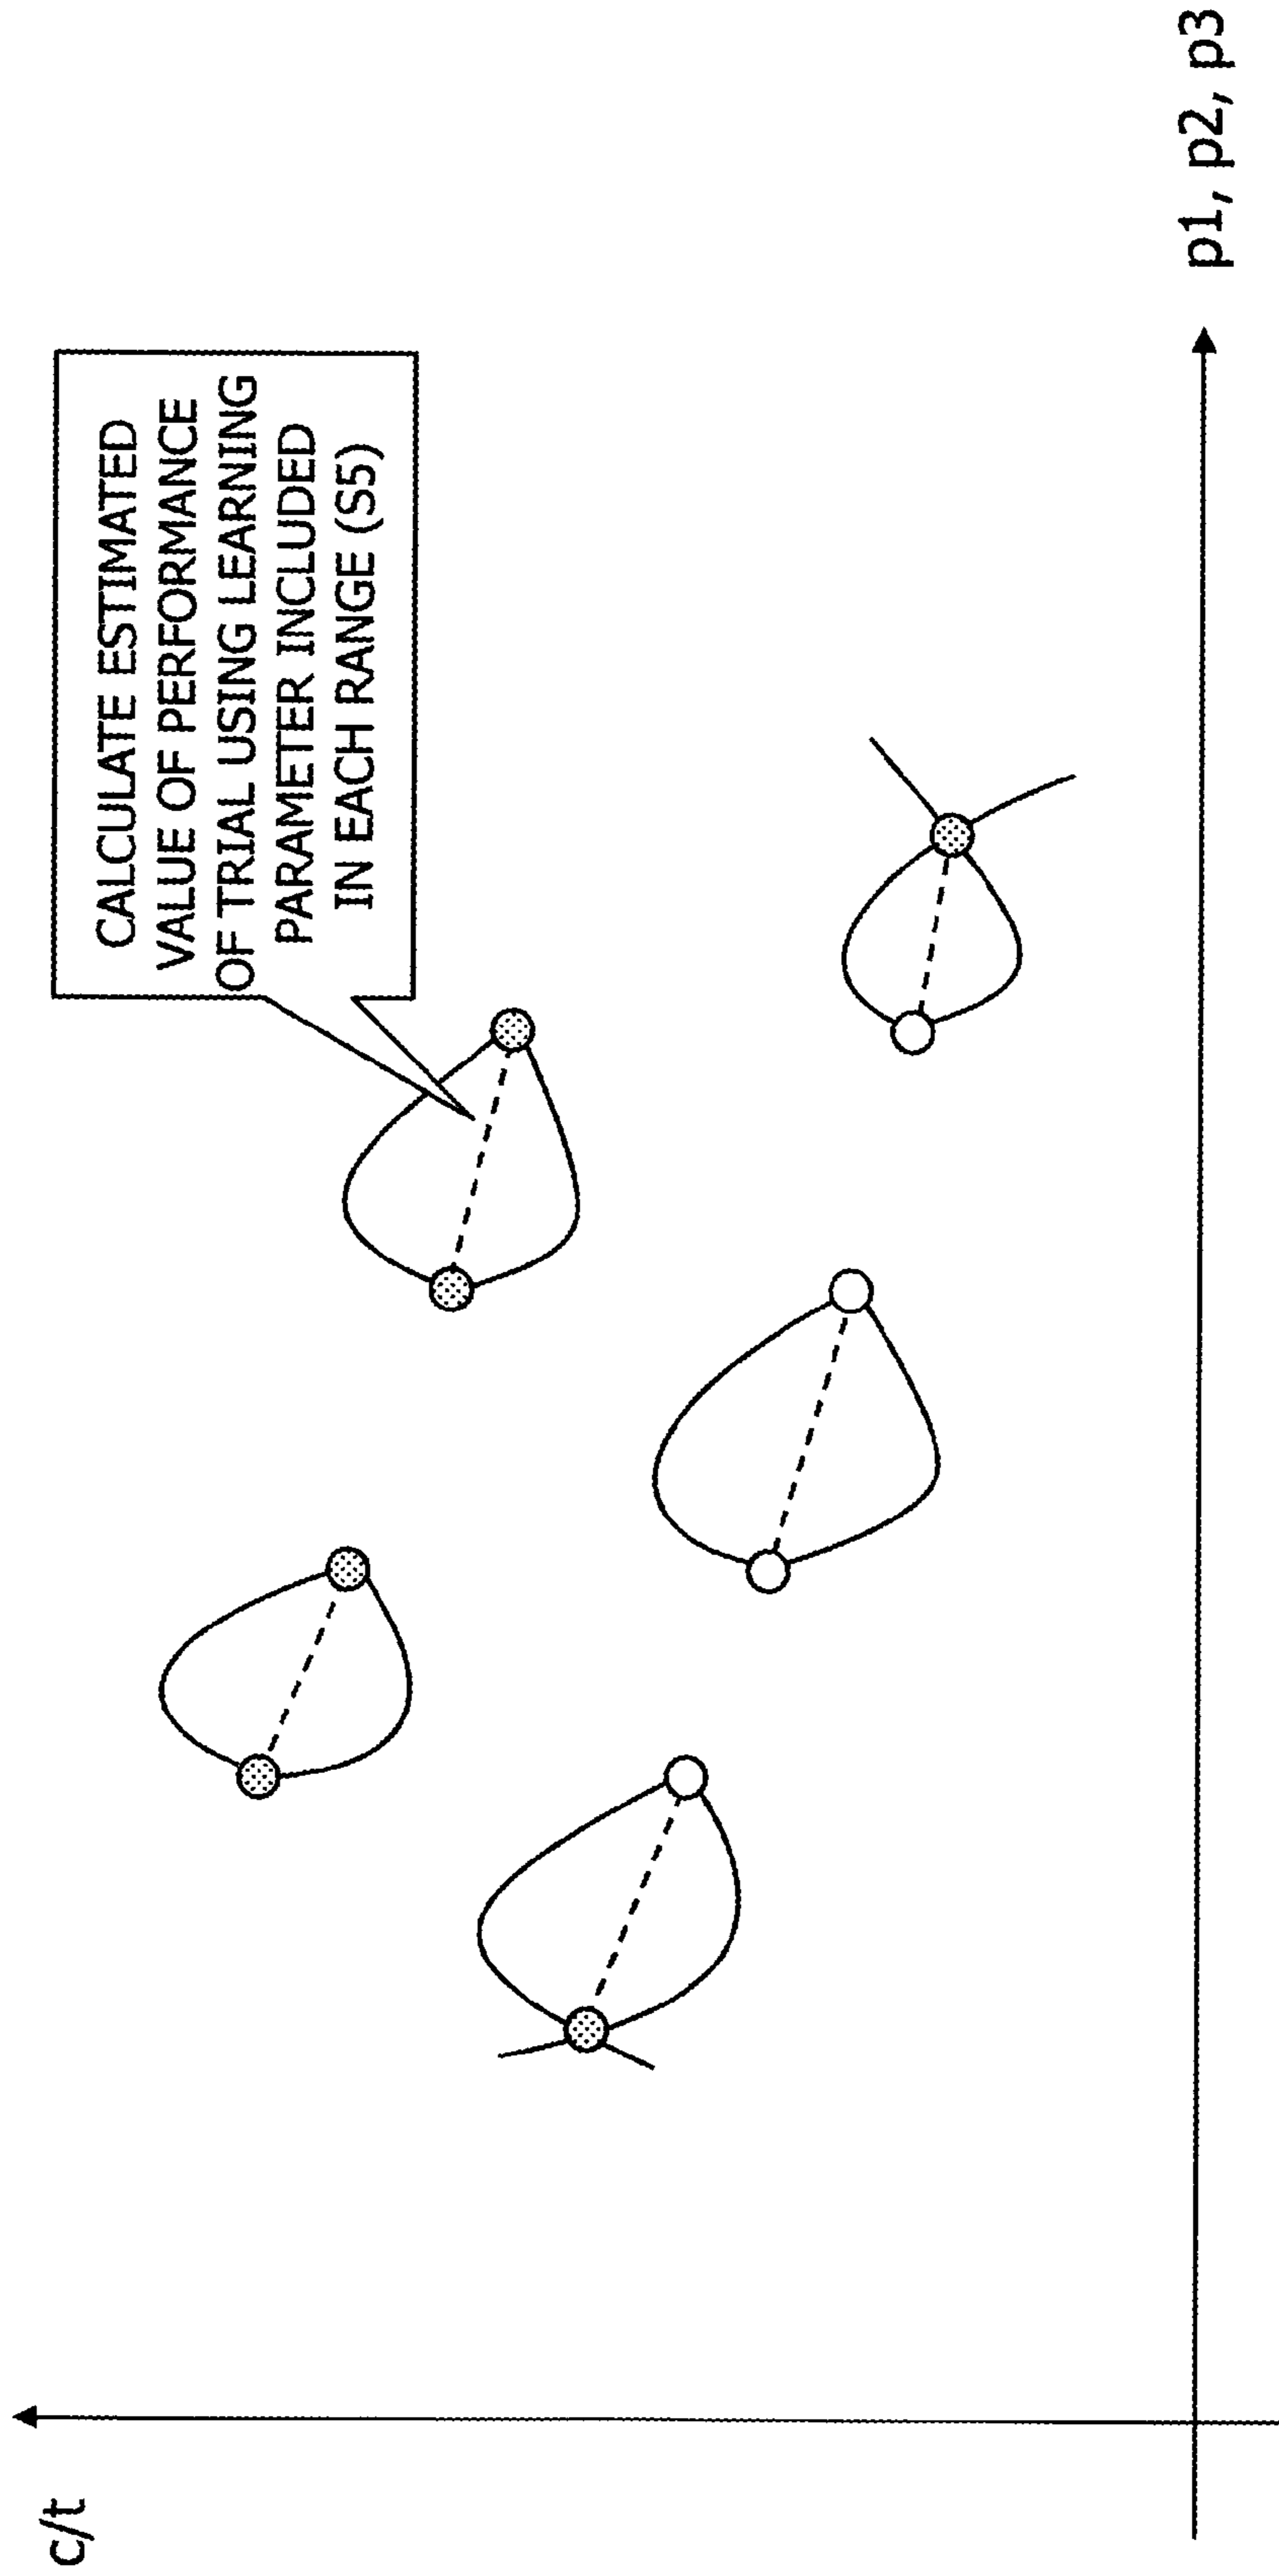 c/t
CALCULATE ESTIMATED
VALUE OF PERFORMANCE
OF TRIAL USING LEARNING
PARAMETER INCLUDED
IN EACH RANGE (S5)
p1, p2, p3